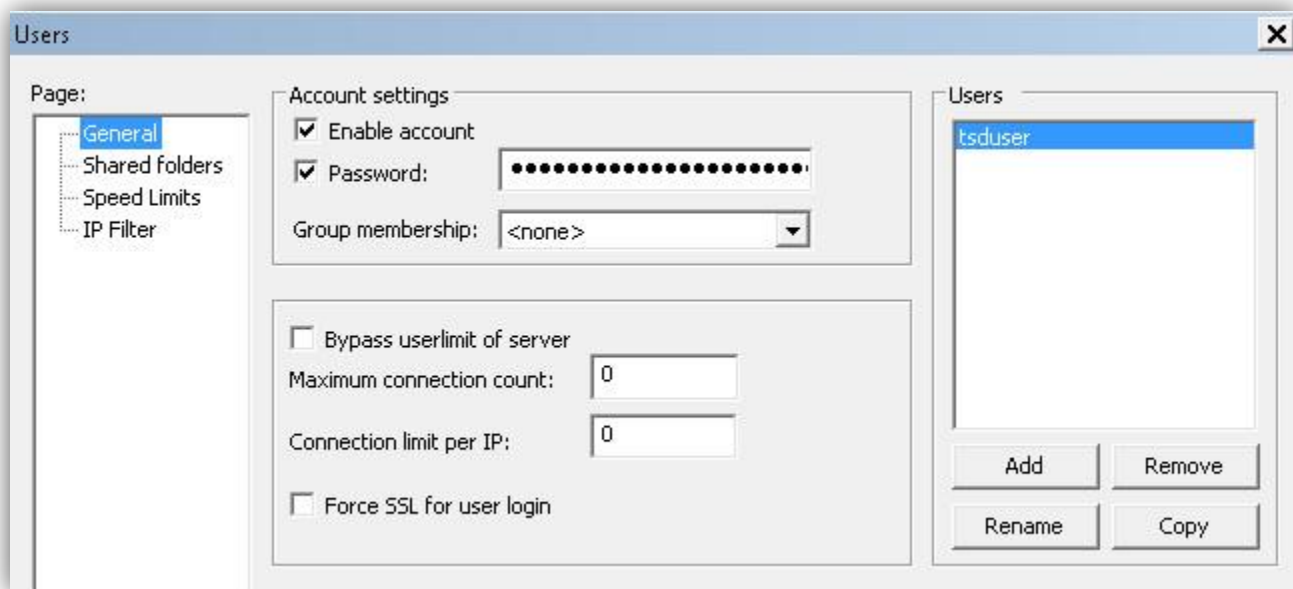 Users
Page:
General
Shared folders
Speed Limits
IP Filter
Account settings
Enable account
Password:
Group membership: <none>
Bypass userlimit of server
Maximum connection count: 0
Connection limit per IP: 0
Force SSL for user login
Users
tsduser
Add Remove
Rename Copy